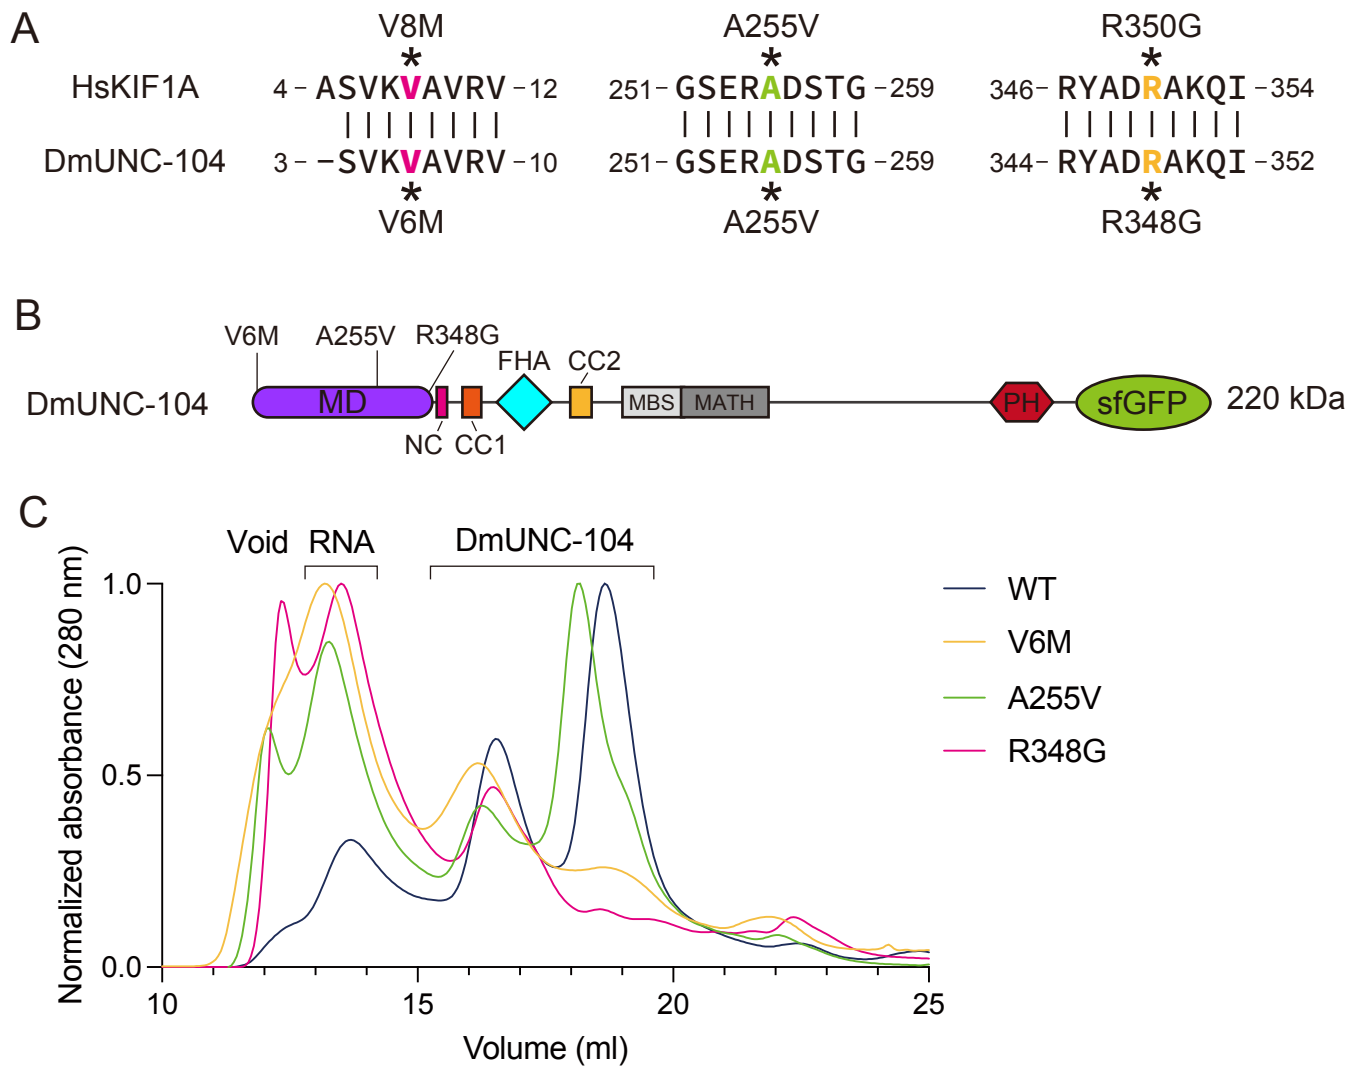 A
V8M A255V R350G
* * *
HsKIF1A 4 – ASVKVAVRV – 12 251 – GSERADSTG – 259 346 – RYADRAKQI – 354
| | | | | | | | | | | | | | | | | | | | | | | | | |
DmUNC-104 3 – –SVKVAVRV – 10 251 – GSERADSTG – 259 344 – RYADRAKQI – 352
* * *
V6M A255V R348G
B
V6M A255V R348G
FHA CC2
DmUNC-104 MD MBS MATH PH sfGFP 220 kDa
NC CC1
C
Void RNA DmUNC-104
Normalized absorbance (280 nm)
1.0
0.5
0.0
10 15 20 25
Volume (ml)
WT
V6M
A255V
R348G